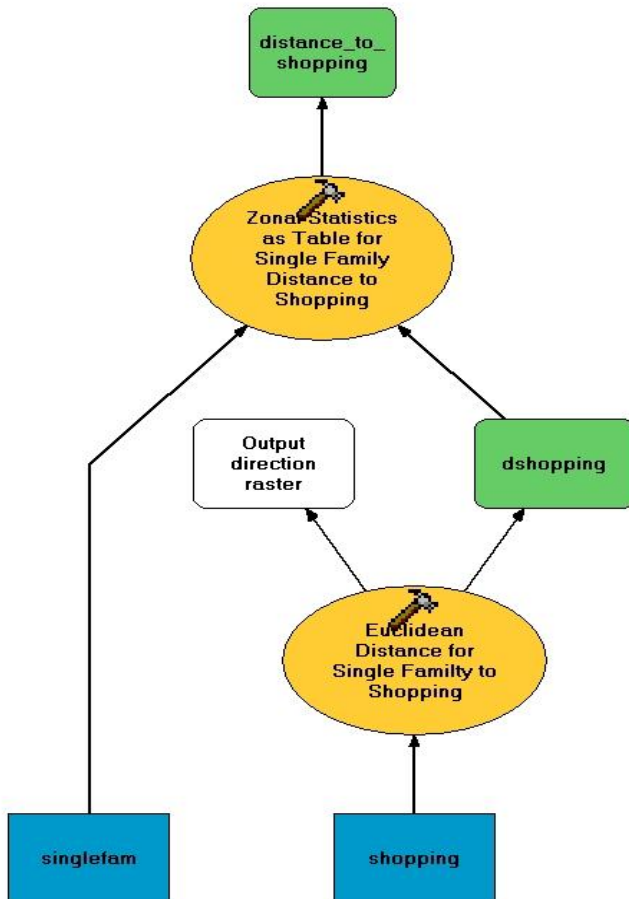 distance_to_
shopping
Zonal Statistics
as Table for
Single Family
Distance to
Shopping
Output
direction
raster
dshopping
Euclidean
Distance for
Single Familty to
Shopping
singlefam
shopping